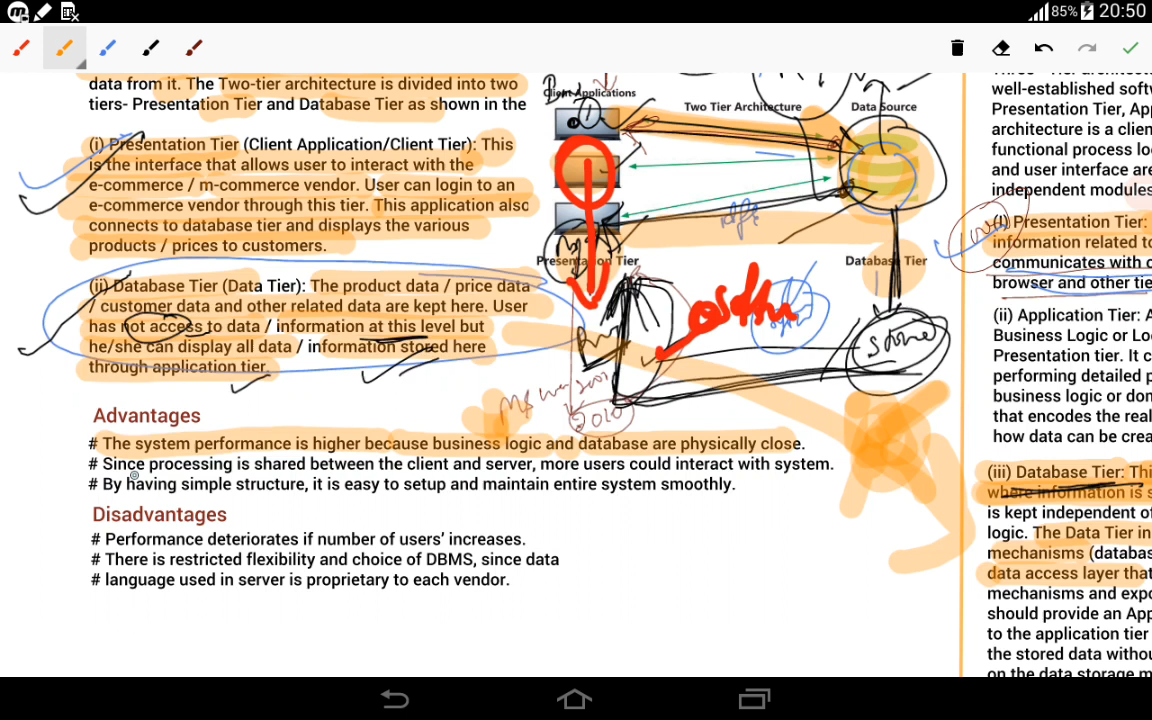 85% 20:50
data from it. The Two-tier architecture is divided into two
tiers- Presentation Tier and Database Tier as shown in the
(i) Presentation Tier (Client Application/Client Tier): This
is the interface that allows user to interact with the
e-commerce / m-commerce vendor. User can login to an
e-commerce vendor through this tier. This application also
connects to database tier and displays the various
products / prices to customers.
(ii) Database Tier (Data Tier): The product data / price data
/ customer data and other related data are kept here. User
has not access to data / information at this level but
he/she can display all data / information stored here
through application tier.
Client Applications
Two Tier Architecture
Data Source
Presentation Tier
Database Tier
store
2010
Advantages
# The system performance is higher because business logic and database are physically close.
# Since processing is shared between the client and server, more users could interact with system.
# By having simple structure, it is easy to setup and maintain entire system smoothly.
Disadvantages
# Performance deteriorates if number of users' increases.
# There is restricted flexibility and choice of DBMS, since data
# language used in server is proprietary to each vendor.
well-established softw
Presentation Tier, App
architecture is a clien
functional process lo
and user interface are
independent modules
(i) Presentation Tier:
information related to
communicates with o
browser and other tie
(ii) Application Tier: A
Business Logic or Lo
Presentation tier. It c
performing detailed p
business logic or don
that encodes the real
how data can be crea
(iii) Database Tier: Thi
where information is s
is kept independent of
logic. The Data Tier in
mechanisms (databas
data access layer that
mechanisms and expo
should provide an App
to the application tier
the stored data withou
on the data storage m